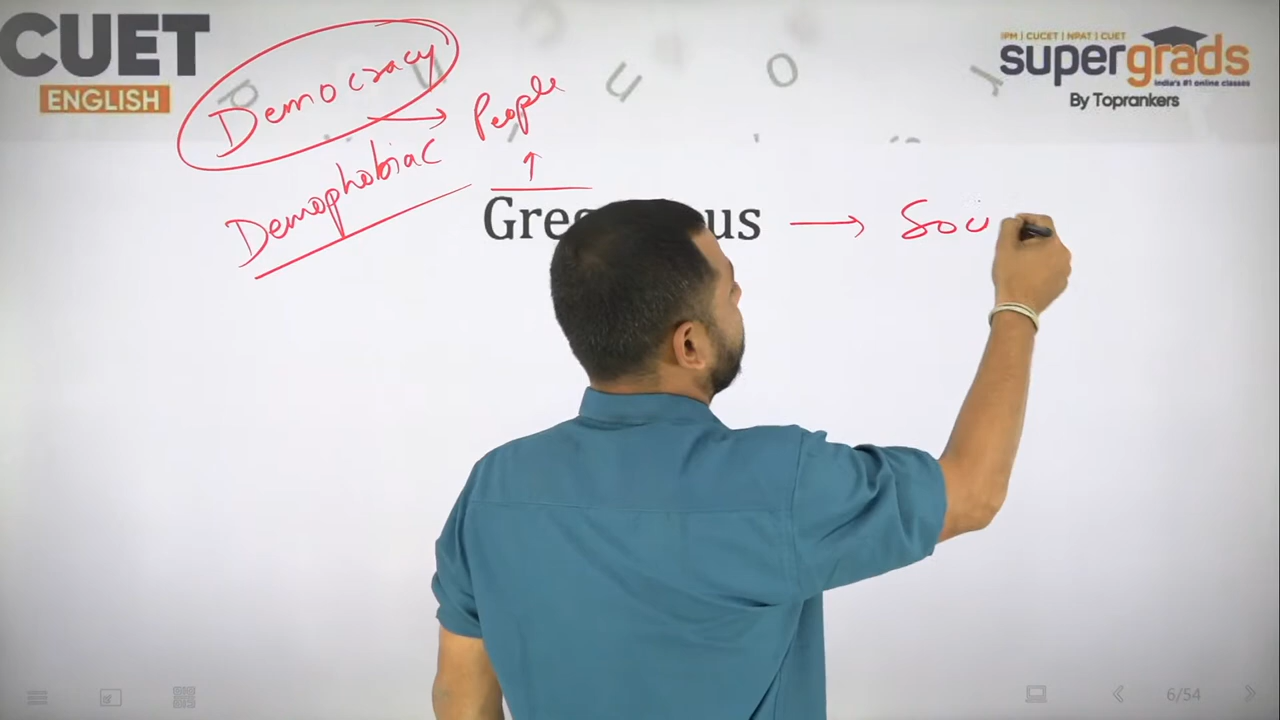 CUET
ENGLISH
IPM | CUCET | NPAT | CUET
supergrads
India's #1 online classes
By Toprankers
Democracy → People
Demophobiac
↑
Gre us → Soci
6/54